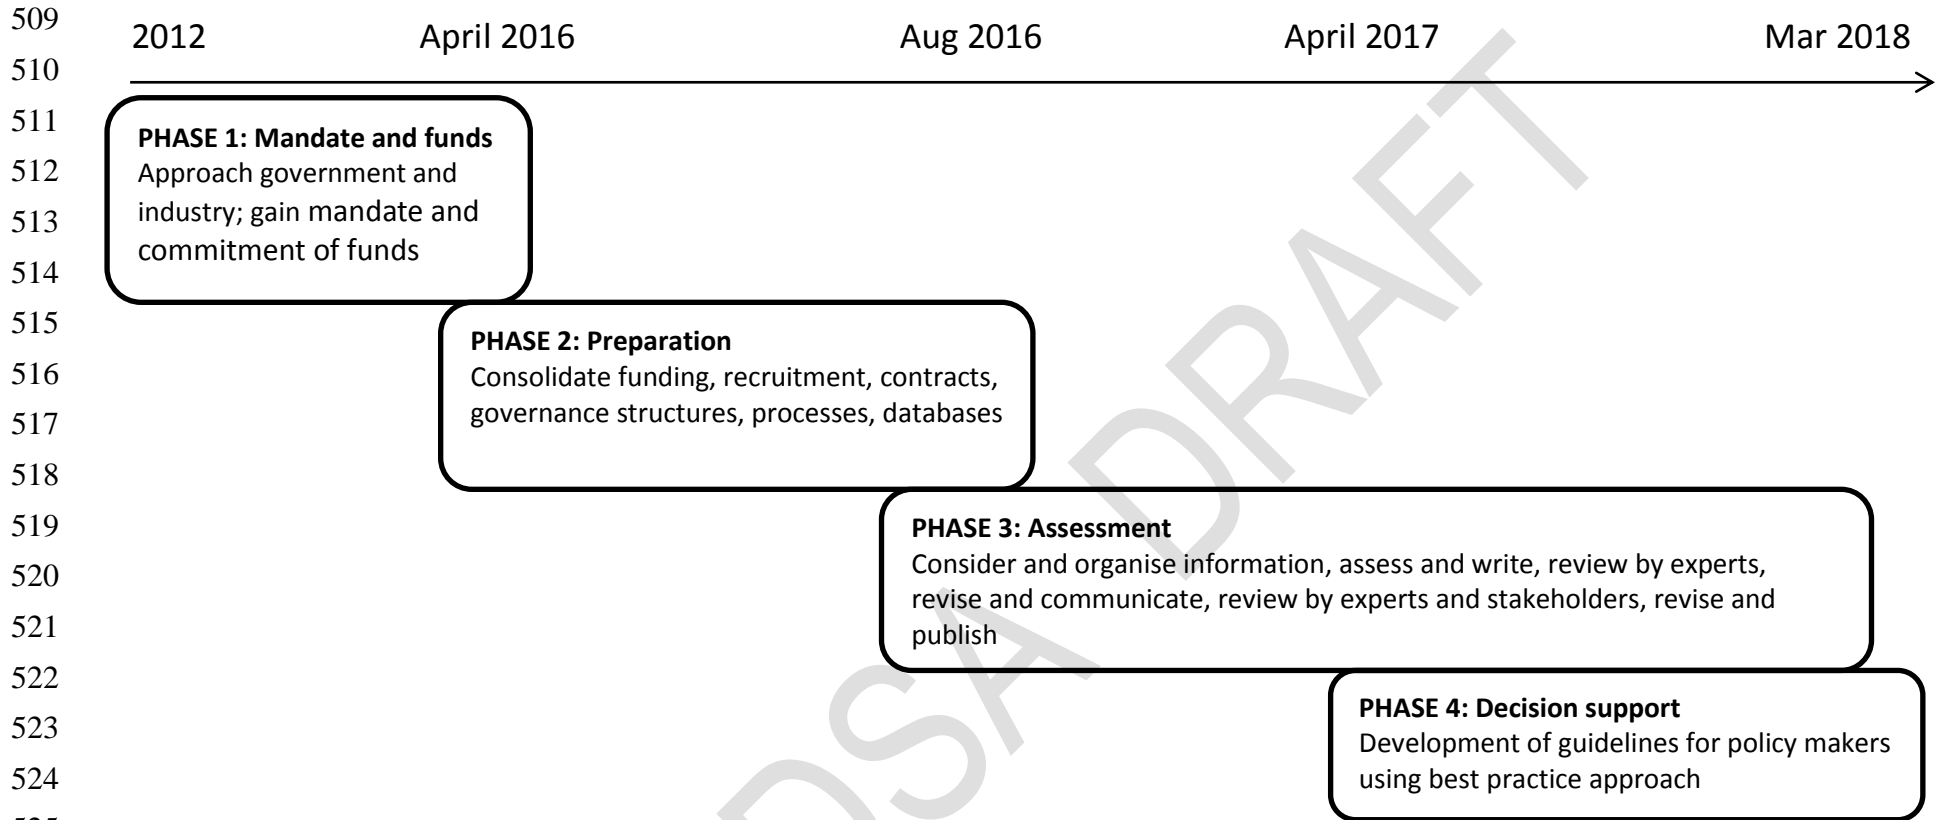 509
2012 April 2016 Aug 2016 April 2017 Mar 2018
510
511
PHASE 1: Mandate and funds
512
Approach government and
513
industry; gain mandate and
commitment of funds
514
515
PHASE 2: Preparation
516
Consolidate funding, recruitment, contracts,
517
governance structures, processes, databases
518
519
PHASE 3: Assessment
Consider and organise information, assess and write, review by experts,
520
revise and communicate, review by experts and stakeholders, revise and
521
publish
522
PHASE 4: Decision support
523
Development of guidelines for policy makers
524
using best practice approach
DSA DRAFT